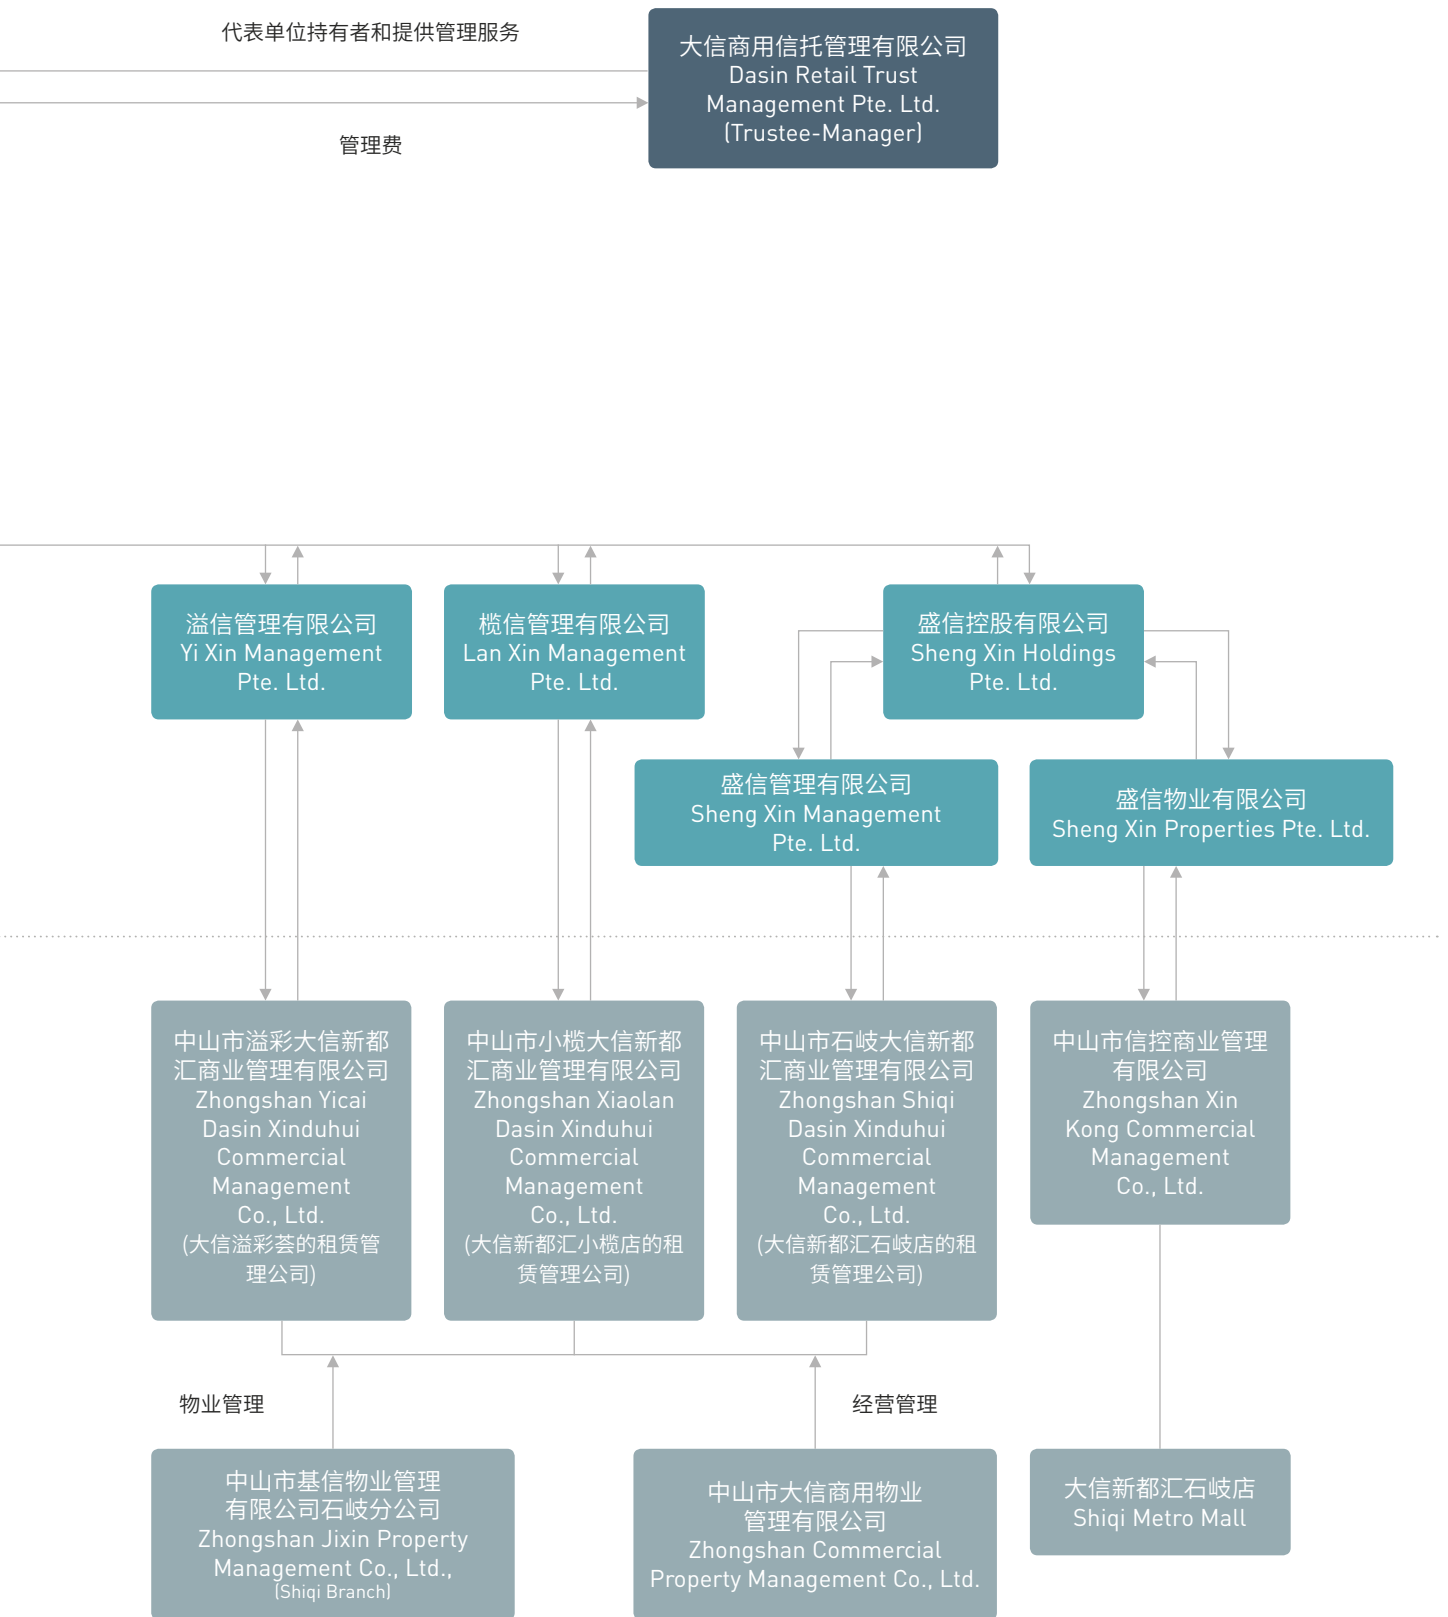 代表单位持有者和提供管理服务
管理费
大信商用信托管理有限公司
Dasin Retail Trust
Management Pte. Ltd.
(Trustee-Manager)
溢信管理有限公司
Yi Xin Management
Pte. Ltd.
榄信管理有限公司
Lan Xin Management
Pte. Ltd.
盛信控股有限公司
Sheng Xin Holdings
Pte. Ltd.
盛信管理有限公司
Sheng Xin Management
Pte. Ltd.
盛信物业有限公司
Sheng Xin Properties Pte. Ltd.
中山市溢彩大信新都
汇商业管理有限公司
Zhongshan Yicai
Dasin Xinduhui
Commercial
Management
Co., Ltd.
(大信溢彩荟的租赁管
理公司)
中山市小榄大信新都
汇商业管理有限公司
Zhongshan Xiaolan
Dasin Xinduhui
Commercial
Management
Co., Ltd.
(大信新都汇小榄店的租
赁管理公司)
中山市石岐大信新都
汇商业管理有限公司
Zhongshan Shiqi
Dasin Xinduhui
Commercial
Management
Co., Ltd.
(大信新都汇石岐店的租
赁管理公司)
中山市信控商业管理
有限公司
Zhongshan Xin
Kong Commercial
Management
Co., Ltd.
物业管理
经营管理
中山市基信物业管理
有限公司石岐分公司
Zhongshan Jixin Property
Management Co., Ltd.,
(Shiqi Branch)
中山市大信商用物业
管理有限公司
Zhongshan Commercial
Property Management Co., Ltd.
大信新都汇石岐店
Shiqi Metro Mall